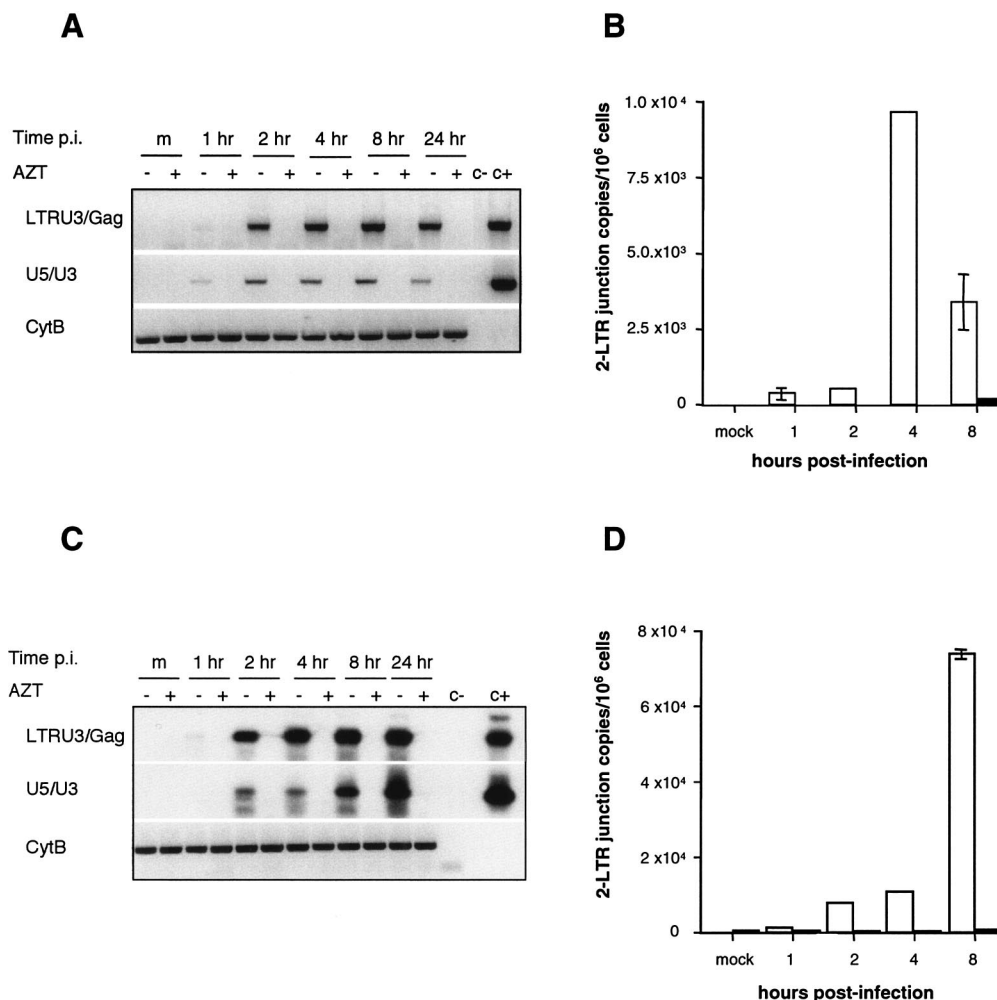 A
Time p.i. m 1 hr 2 hr 4 hr 8 hr 24 hr
AZT - + - + - + - + - + - + c- c+
LTRU3/Gag
U5/U3
CytB
B
2-LTR junction copies/10⁶ cells
1.0 x10⁴
7.5 x10³
5.0 x10³
2.5 x10³
0
mock 1 2 4 8
hours post-infection
C
Time p.i. m 1 hr 2 hr 4 hr 8 hr 24 hr
AZT - + - + - + - + - + - + c- c+
LTRU3/Gag
U5/U3
CytB
D
2-LTR junction copies/10⁶ cells
8 x10⁴
6 x10⁴
4 x10⁴
2 x10⁴
0
mock 1 2 4 8
hours post-infection